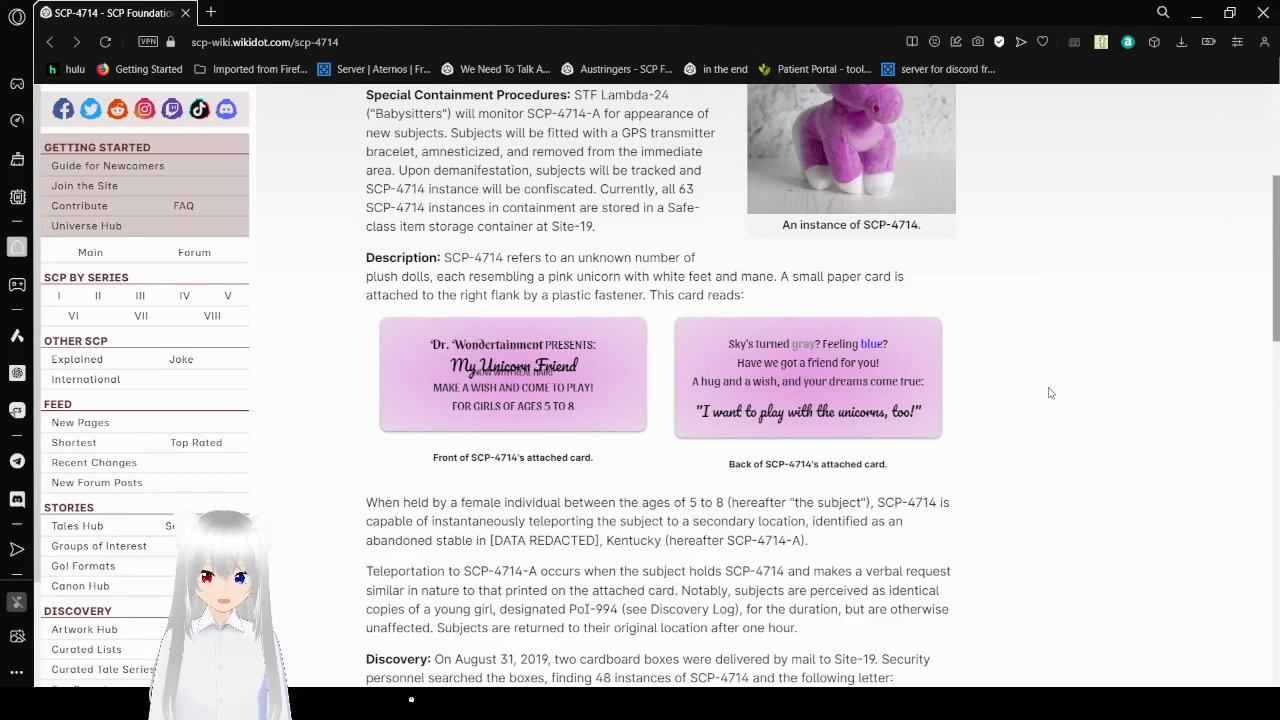 SCP-4714 - SCP Foundatio
VPN
scp-wiki.wikidot.com/scp-4714
hulu
Getting Started
Imported from Firef...
Server | Aternos | Fr...
We Need To Talk A...
Austringers - SCP F...
in the end
Patient Portal - tool...
server for discord fr...
GETTING STARTED
Guide for Newcomers
Join the Site
Contribute FAQ
Universe Hub
Main Forum
SCP BY SERIES
I II III IV V
VI VII VIII
OTHER SCP
Explained Joke
International
FEED
New Pages
Shortest Top Rated
Recent Changes
New Forum Posts
STORIES
Tales Hub
Groups of Interest
GoI Formats
Canon Hub
DISCOVERY
Artwork Hub
Curated Lists
Curated Tale Series
Special Containment Procedures: STF Lambda-24
("Babysitters") will monitor SCP-4714-A for appearance of
new subjects. Subjects will be fitted with a GPS transmitter
bracelet, amnesticized, and removed from the immediate
area. Upon demanifestation, subjects will be tracked and
SCP-4714 instance will be confiscated. Currently, all 63
SCP-4714 instances in containment are stored in a Safe-
class item storage container at Site-19.
An instance of SCP-4714.
Description: SCP-4714 refers to an unknown number of
plush dolls, each resembling a pink unicorn with white feet and mane. A small paper card is
attached to the right flank by a plastic fastener. This card reads:
Dr. Wondertainment PRESENTS:
My Unicorn Friend
NOW WITH REAL HAIR!
MAKE A WISH AND COME TO PLAY!
FOR GIRLS OF AGES 5 TO 8
Front of SCP-4714's attached card.
Sky's turned gray? Feeling blue?
Have we got a friend for you!
A hug and a wish, and your dreams come true:
"I want to play with the unicorns, too!"
Back of SCP-4714's attached card.
When held by a female individual between the ages of 5 to 8 (hereafter "the subject"), SCP-4714 is
capable of instantaneously teleporting the subject to a secondary location, identified as an
abandoned stable in [DATA REDACTED], Kentucky (hereafter SCP-4714-A).
Teleportation to SCP-4714-A occurs when the subject holds SCP-4714 and makes a verbal request
similar in nature to that printed on the attached card. Notably, subjects are perceived as identical
copies of a young girl, designated PoI-994 (see Discovery Log), for the duration, but are otherwise
unaffected. Subjects are returned to their original location after one hour.
Discovery: On August 31, 2019, two cardboard boxes were delivered by mail to Site-19. Security
personnel searched the boxes, finding 48 instances of SCP-4714 and the following letter: